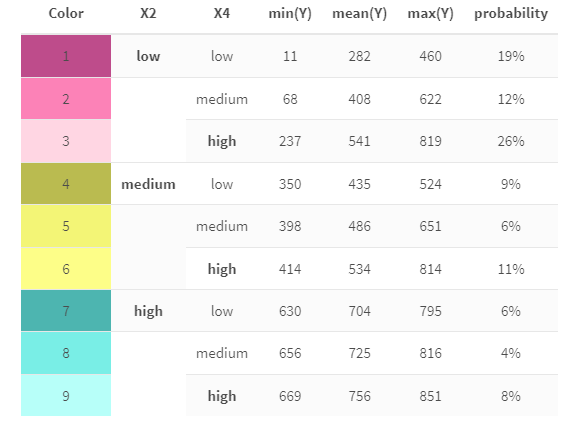 Color X2 X4 min(Y) mean(Y) max(Y) probability
1 low low 11 282 460 19%
2 medium 68 408 622 12%
3 high 237 541 819 26%
4 medium low 350 435 524 9%
5 medium 398 486 651 6%
6 high 414 534 814 11%
7 high low 630 704 795 6%
8 medium 656 725 816 4%
9 high 669 756 851 8%